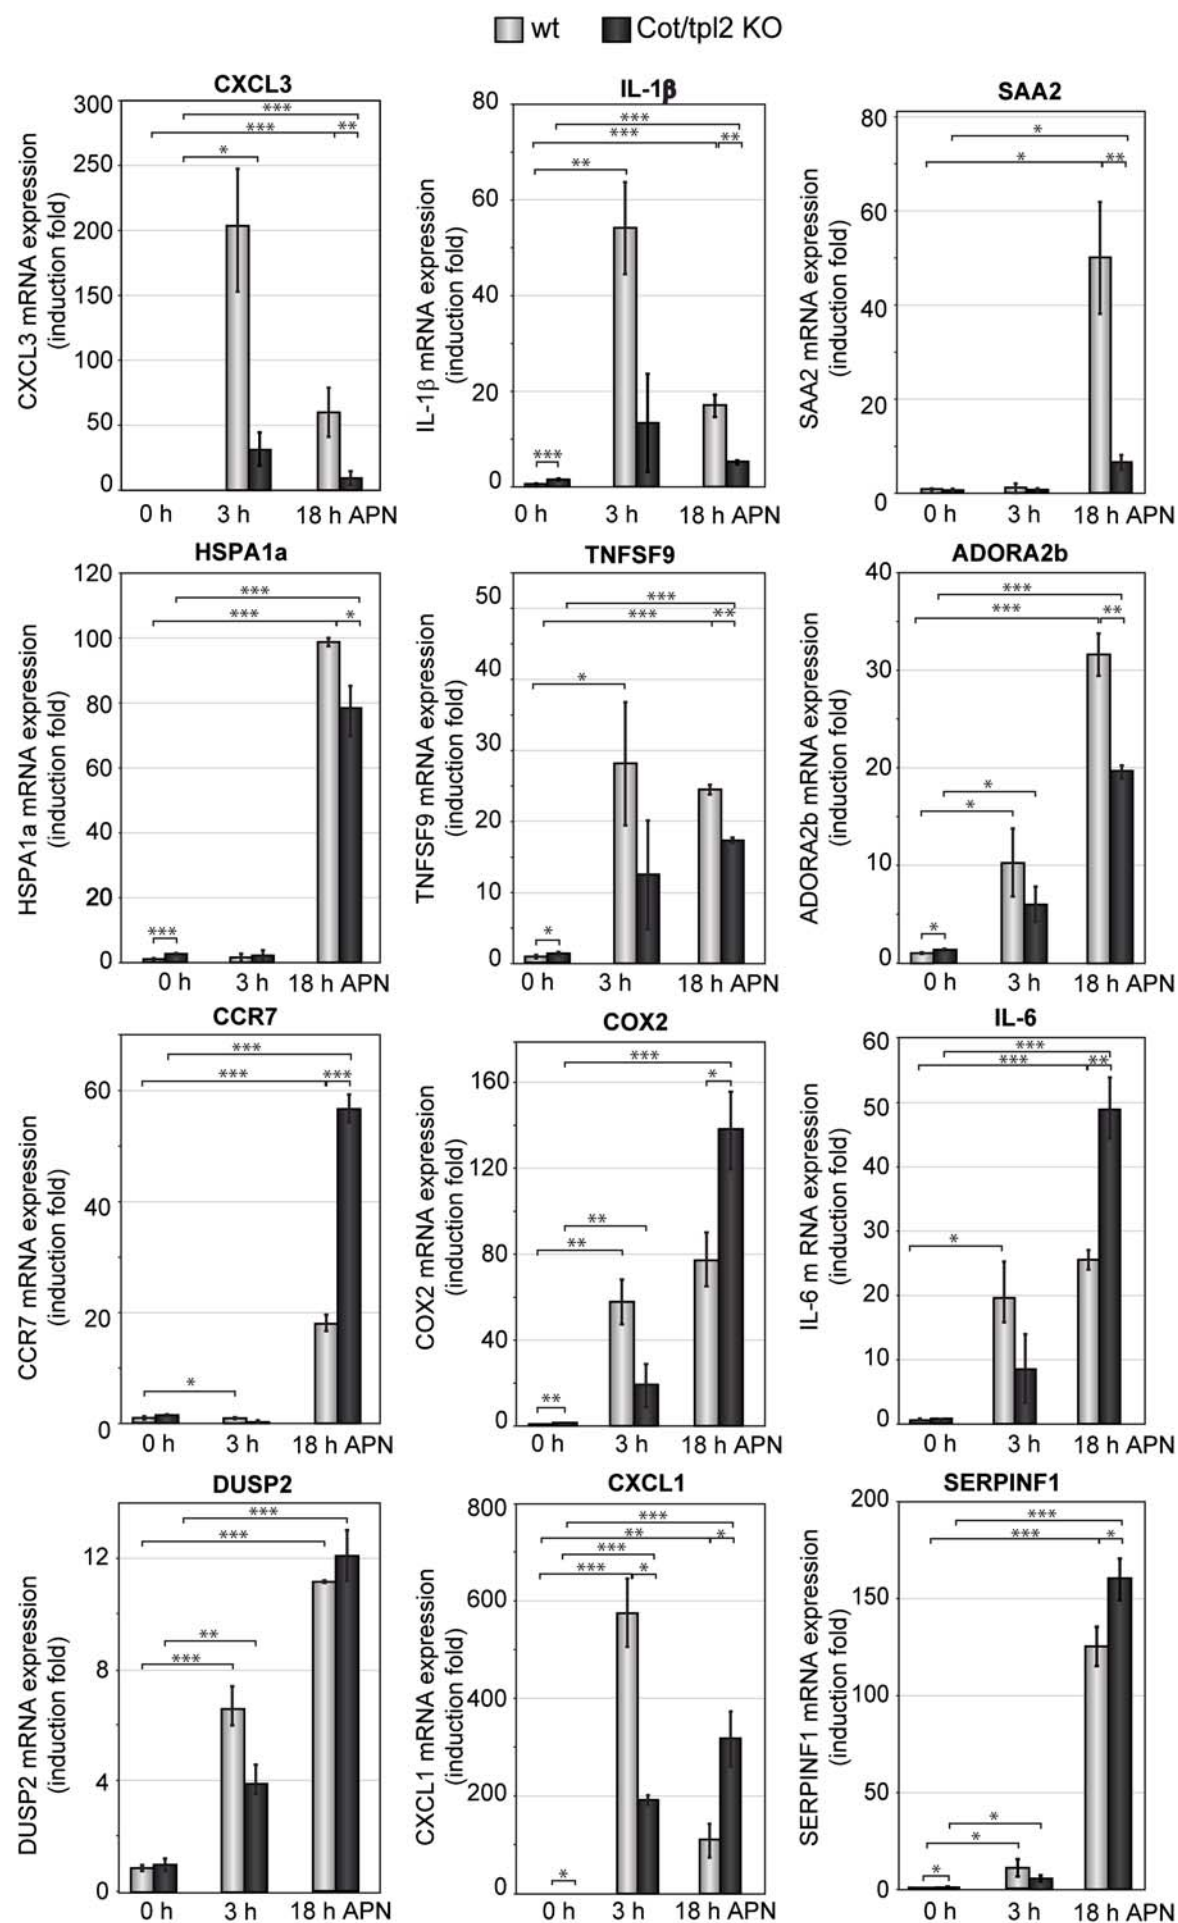 wt Cot/tpl2 KO
CXCL3
CXCL3 mRNA expression
(induction fold)
300
250
200
150
100
50
0
***
***
**
*
0 h 3 h 18 h APN
IL-1β
IL-1β mRNA expression
(induction fold)
80
60
40
20
0
***
***
**
**
***
0 h 3 h 18 h APN
SAA2
SAA2 mRNA expression
(induction fold)
80
60
40
20
0
*
*
**
0 h 3 h 18 h APN
HSPA1a
HSPA1a mRNA expression
(induction fold)
120
100
80
60
40
20
0
***
***
*
***
0 h 3 h 18 h APN
TNFSF9
TNFSF9 mRNA expression
(induction fold)
50
40
30
20
10
0
***
***
**
*
*
0 h 3 h 18 h APN
ADORA2b
ADORA2b mRNA expression
(induction fold)
40
30
20
10
0
***
***
**
*
*
*
0 h 3 h 18 h APN
CCR7
CCR7 mRNA expression
(induction fold)
60
40
20
0
***
***
***
*
0 h 3 h 18 h APN
COX2
COX2 mRNA expression
(induction fold)
160
120
80
40
0
***
*
**
**
**
0 h 3 h 18 h APN
IL-6
IL-6 m RNA expression
(induction fold)
60
50
40
30
20
10
0
***
***
**
*
0 h 3 h 18 h APN
DUSP2
DUSP2 mRNA expression
(induction fold)
12
8
4
0
***
***
**
***
0 h 3 h 18 h APN
CXCL1
CXCL1 mRNA expression
(induction fold)
800
600
400
200
0
***
**
*
***
***
*
*
0 h 3 h 18 h APN
SERPINF1
SERPINF1 mRNA expression
(induction fold)
200
150
100
50
0
***
***
*
*
*
*
0 h 3 h 18 h APN